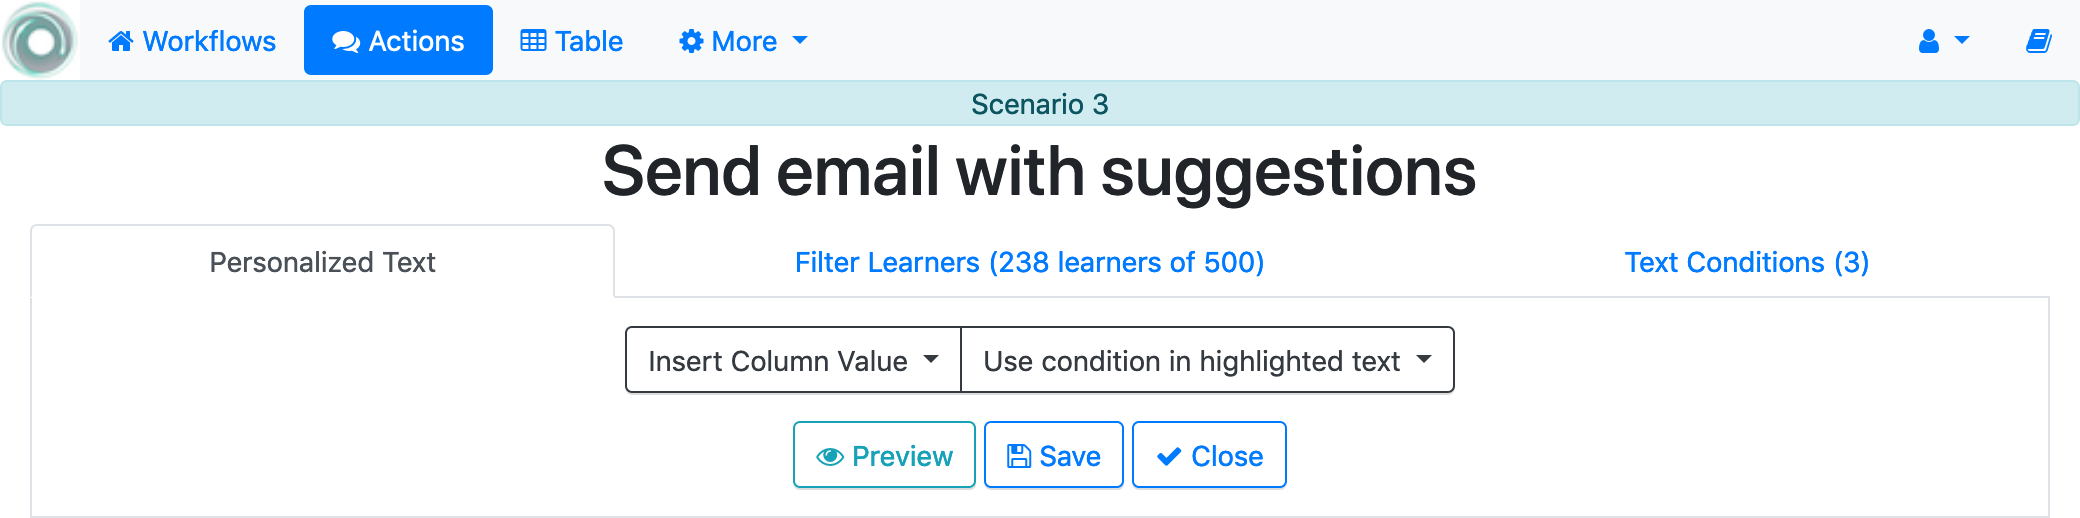 Workflows Actions Table More
Scenario 3
Send email with suggestions
Personalized Text Filter Learners (238 learners of 500) Text Conditions (3)
Insert Column Value Use condition in highlighted text
Preview Save Close